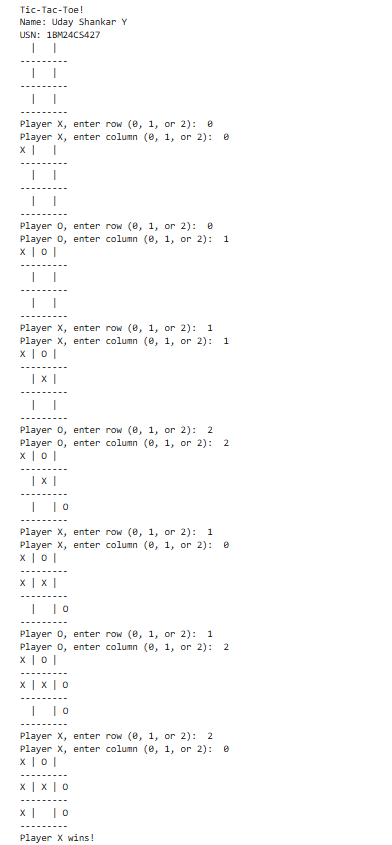 Tic-Tac-Toe!
Name: Uday Shankar Y
USN: 1BM24CS427
  |   |  
---------
  |   |  
---------
  |   |  
---------
Player X, enter row (0, 1, or 2):  0
Player X, enter column (0, 1, or 2):  0
X |   |  
---------
  |   |  
---------
  |   |  
---------
Player O, enter row (0, 1, or 2):  0
Player O, enter column (0, 1, or 2):  1
X | O |  
---------
  |   |  
---------
  |   |  
---------
Player X, enter row (0, 1, or 2):  1
Player X, enter column (0, 1, or 2):  1
X | O |  
---------
  | X |  
---------
  |   |  
---------
Player O, enter row (0, 1, or 2):  2
Player O, enter column (0, 1, or 2):  2
X | O |  
---------
  | X |  
---------
  |   | O
---------
Player X, enter row (0, 1, or 2):  1
Player X, enter column (0, 1, or 2):  0
X | O |  
---------
X | X |  
---------
  |   | O
---------
Player O, enter row (0, 1, or 2):  1
Player O, enter column (0, 1, or 2):  2
X | O |  
---------
X | X | O
---------
  |   | O
---------
Player X, enter row (0, 1, or 2):  2
Player X, enter column (0, 1, or 2):  0
X | O |  
---------
X | X | O
---------
X |   | O
---------
Player X wins!